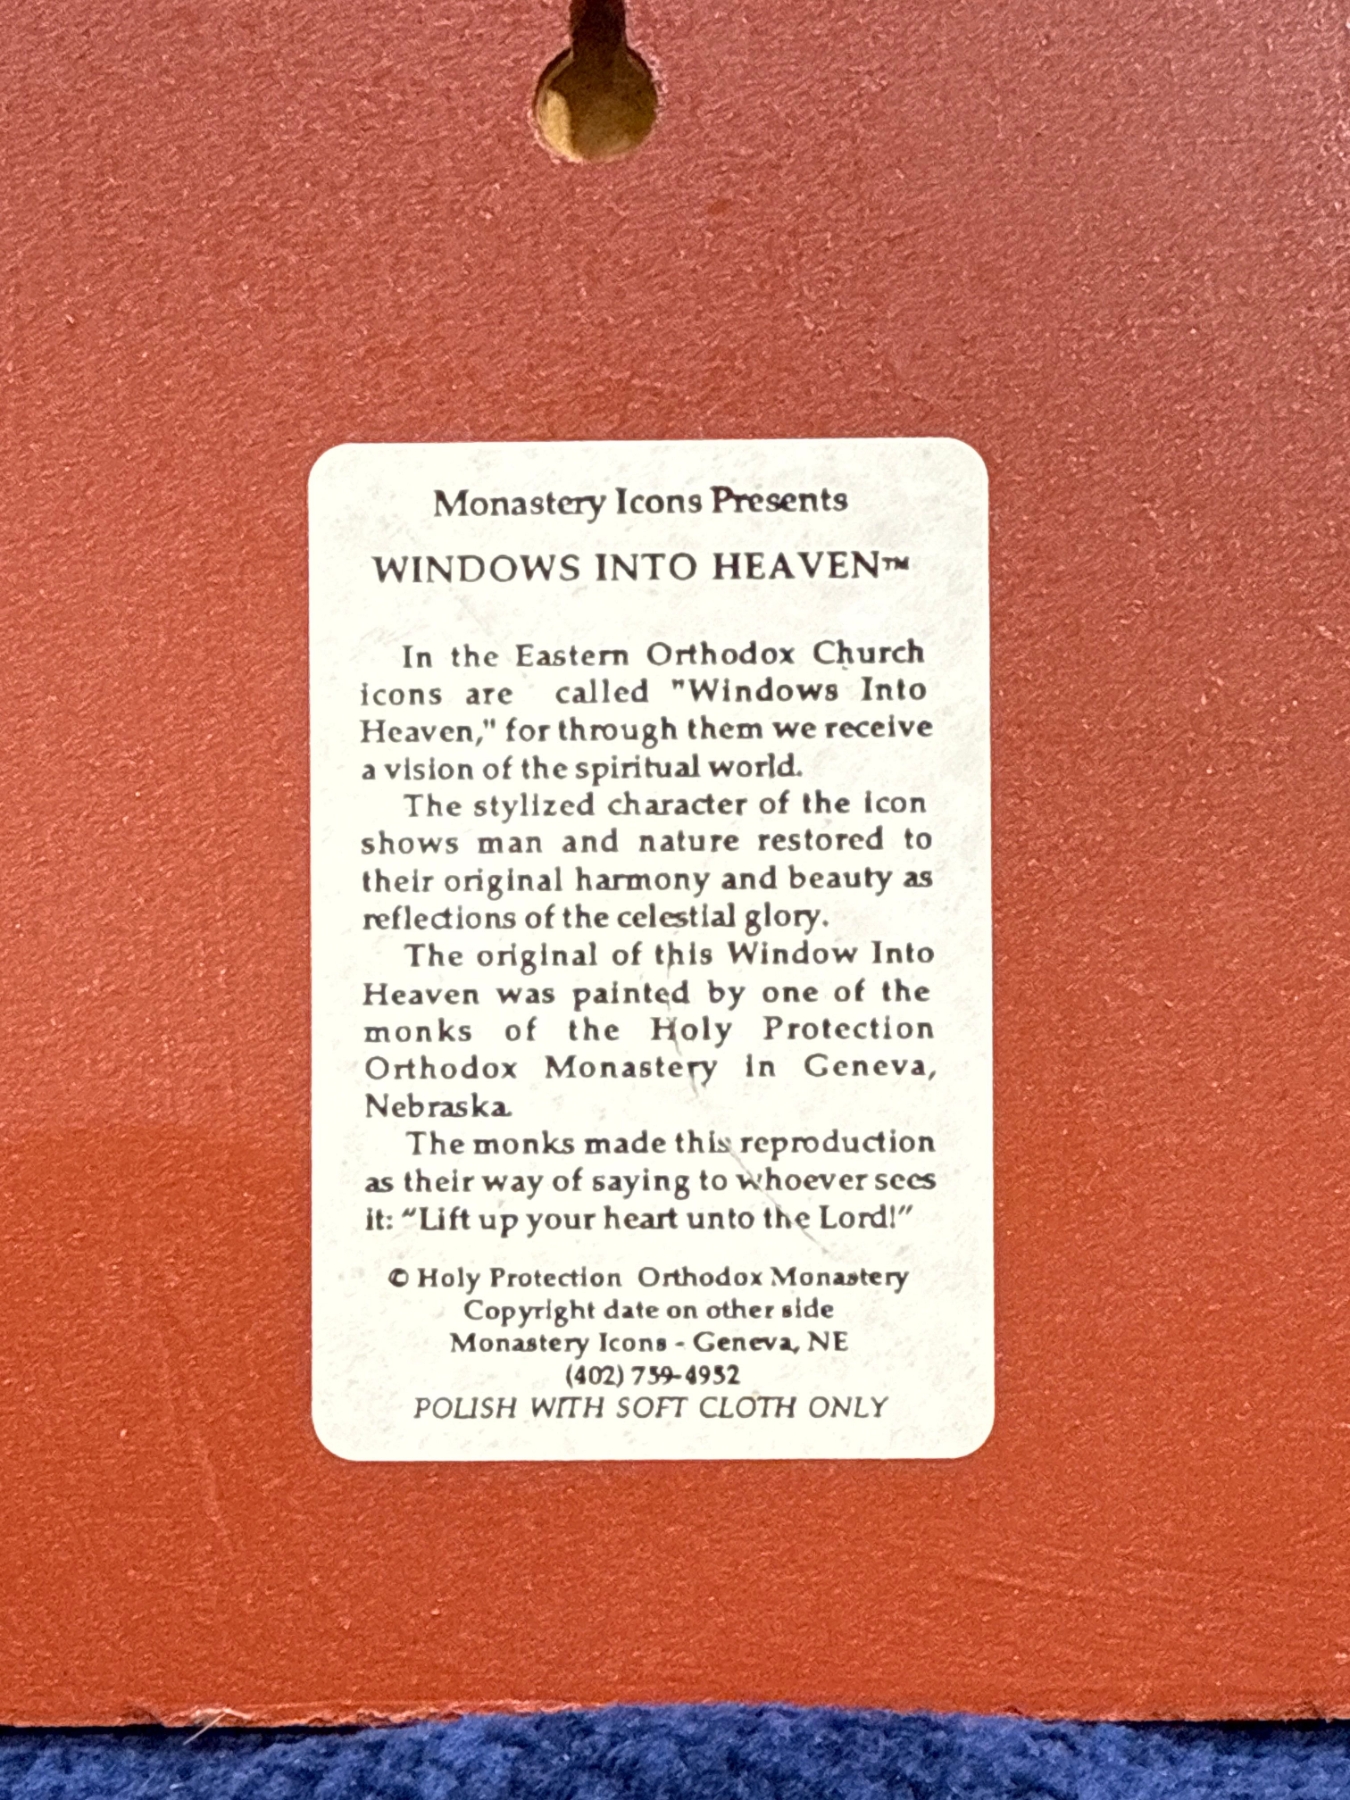 Monastery Icons Presents
WINDOWS INTO HEAVEN™
In the Eastern Orthodox Church
icons are called "Windows Into
Heaven," for through them we receive
a vision of the spiritual world.
The stylized character of the icon
shows man and nature restored to
their original harmony and beauty as
reflections of the celestial glory.
The original of this Window Into
Heaven was painted by one of the
monks of the Holy Protection
Orthodox Monastery in Geneva,
Nebraska.
The monks made this reproduction
as their way of saying to whoever sees
it: “Lift up your heart unto the Lord!”
© Holy Protection Orthodox Monastery
Copyright date on other side
Monastery Icons - Geneva, NE
(402) 759-4952
POLISH WITH SOFT CLOTH ONLY